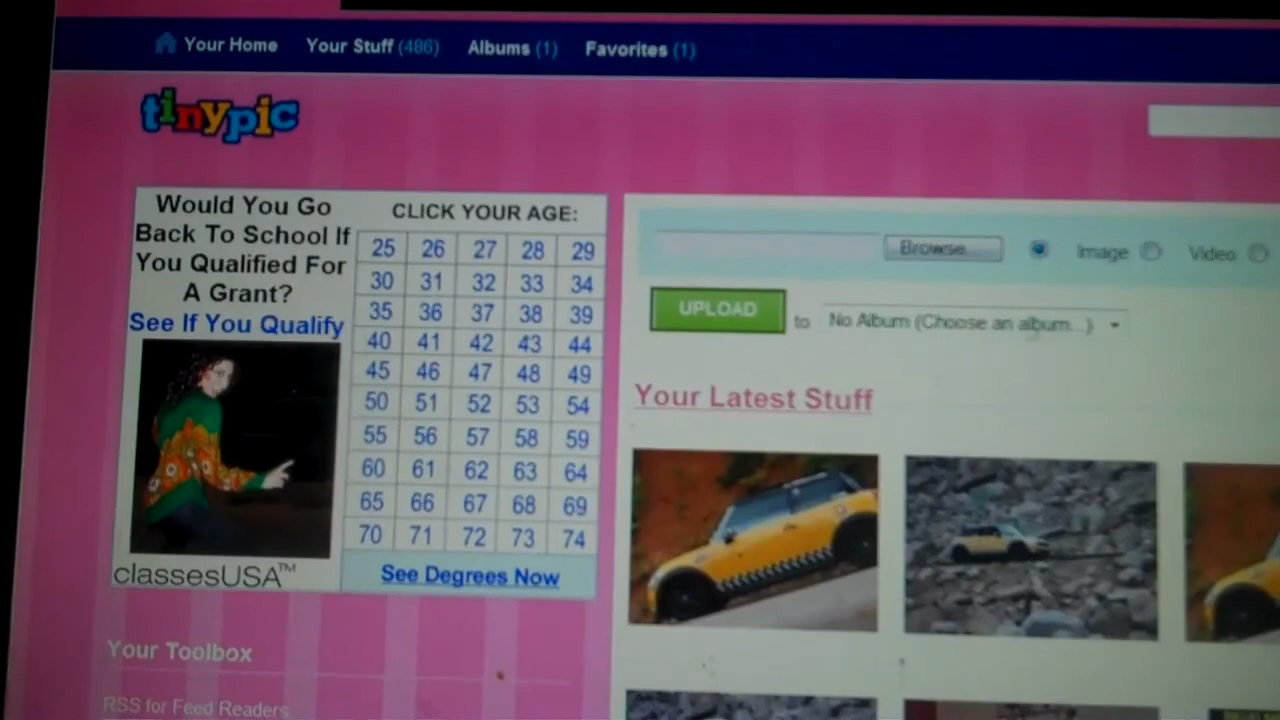 Your Home Your Stuff (486) Albums (1) Favorites (1)
tinypic
Would You Go
Back To School If
You Qualified For
A Grant?
See If You Qualify
classesUSA™
CLICK YOUR AGE:
25 26 27 28 29
30 31 32 33 34
35 36 37 38 39
40 41 42 43 44
45 46 47 48 49
50 51 52 53 54
55 56 57 58 59
60 61 62 63 64
65 66 67 68 69
70 71 72 73 74
See Degrees Now
Browse... Image Video
UPLOAD to No Album (Choose an album...)
Your Latest Stuff
Your Toolbox
RSS for Feed Readers